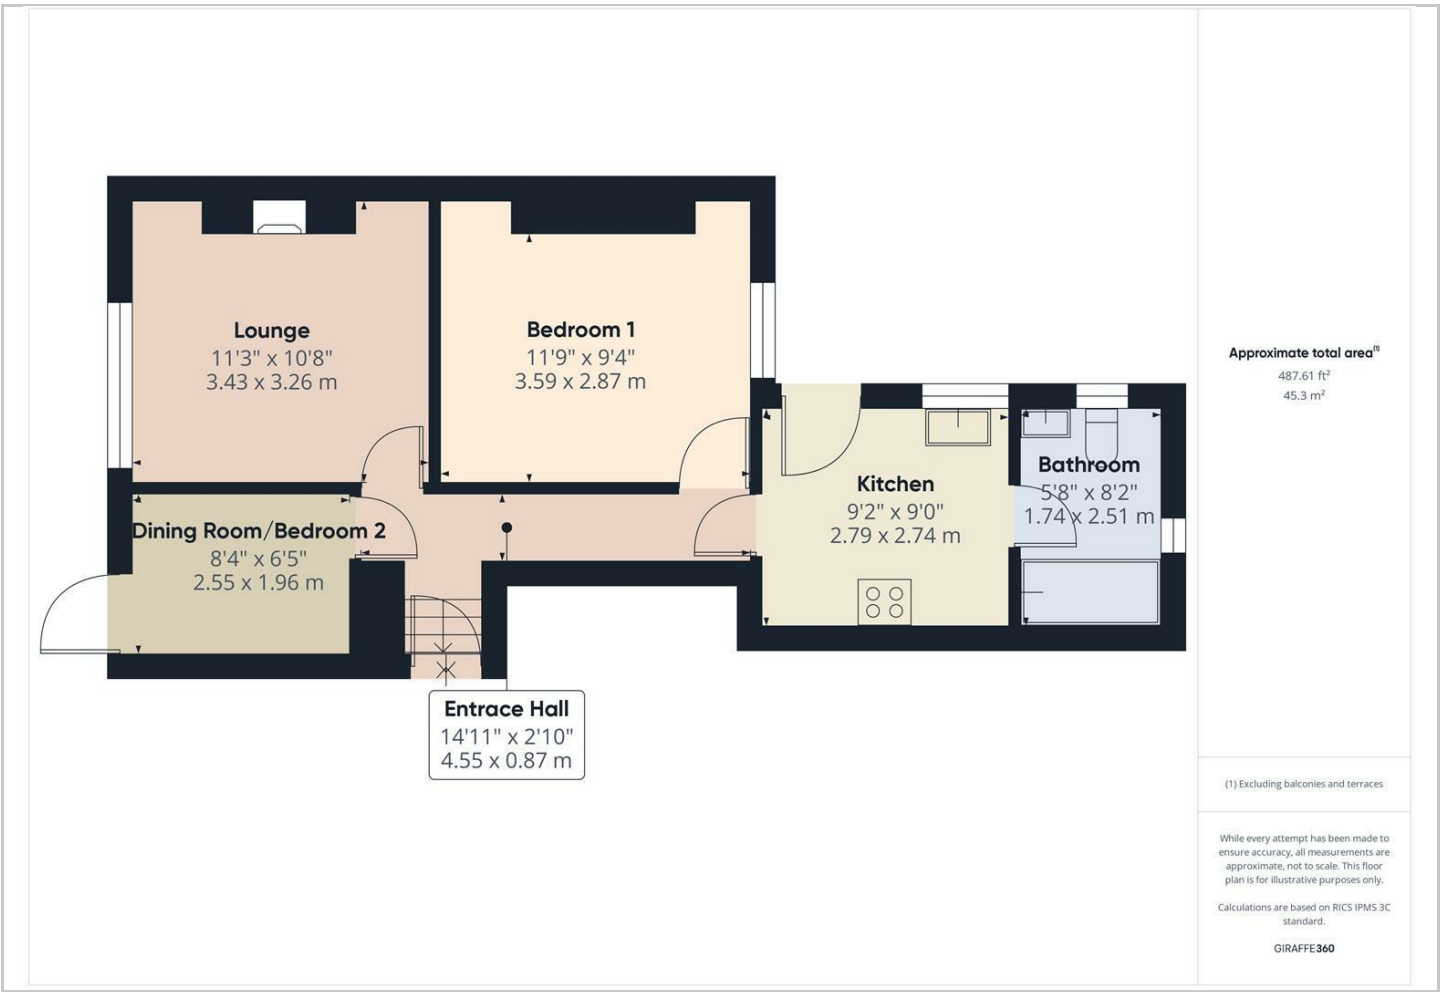 Lounge
11'3" x 10'8"
3.43 x 3.26 m
Bedroom 1
11'9" x 9'4"
3.59 x 2.87 m
Kitchen
9'2" x 9'0"
2.79 x 2.74 m
Bathroom
5'8" x 8'2"
1.74 x 2.51 m
Dining Room/Bedroom 2
8'4" x 6'5"
2.55 x 1.96 m
Entrace Hall
14'11" x 2'10"
4.55 x 0.87 m
Approximate total area(1)
487.61 ft²
45.3 m²
(1) Excluding balconies and terraces
While every attempt has been made to
ensure accuracy, all measurements are
approximate, not to scale. This floor
plan is for illustrative purposes only.
Calculations are based on RICS IPMS 3C
standard.
GIRAFFE360